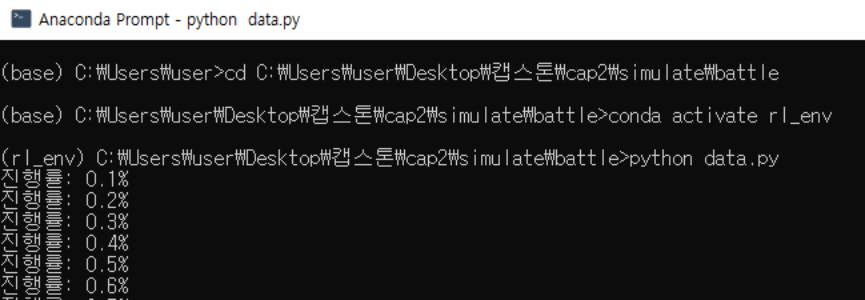 Anaconda Prompt - python  data.py
(base) C:₩Users₩user>cd C:₩Users₩user₩Desktop₩캡스톤₩cap2₩simulate₩battle
(base) C:₩Users₩user₩Desktop₩캡스톤₩cap2₩simulate₩battle>conda activate rl_env
(rl_env) C:₩Users₩user₩Desktop₩캡스톤₩cap2₩simulate₩battle>python data.py
진행률: 0.1%
진행률: 0.2%
진행률: 0.3%
진행률: 0.4%
진행률: 0.5%
진행률: 0.6%